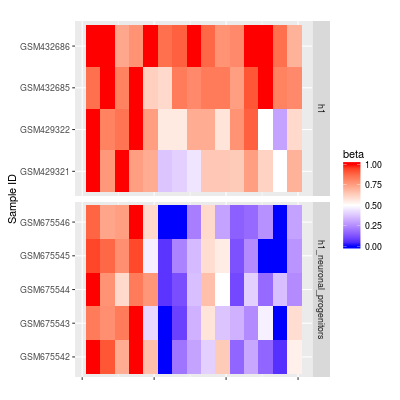 GSM432686
GSM432685
GSM429322
GSM429321
h1
GSM675546
GSM675545
GSM675544
GSM675543
GSM675542
h1_neuronal_progenitors
Sample ID
beta
1.00
0.75
0.50
0.25
0.00